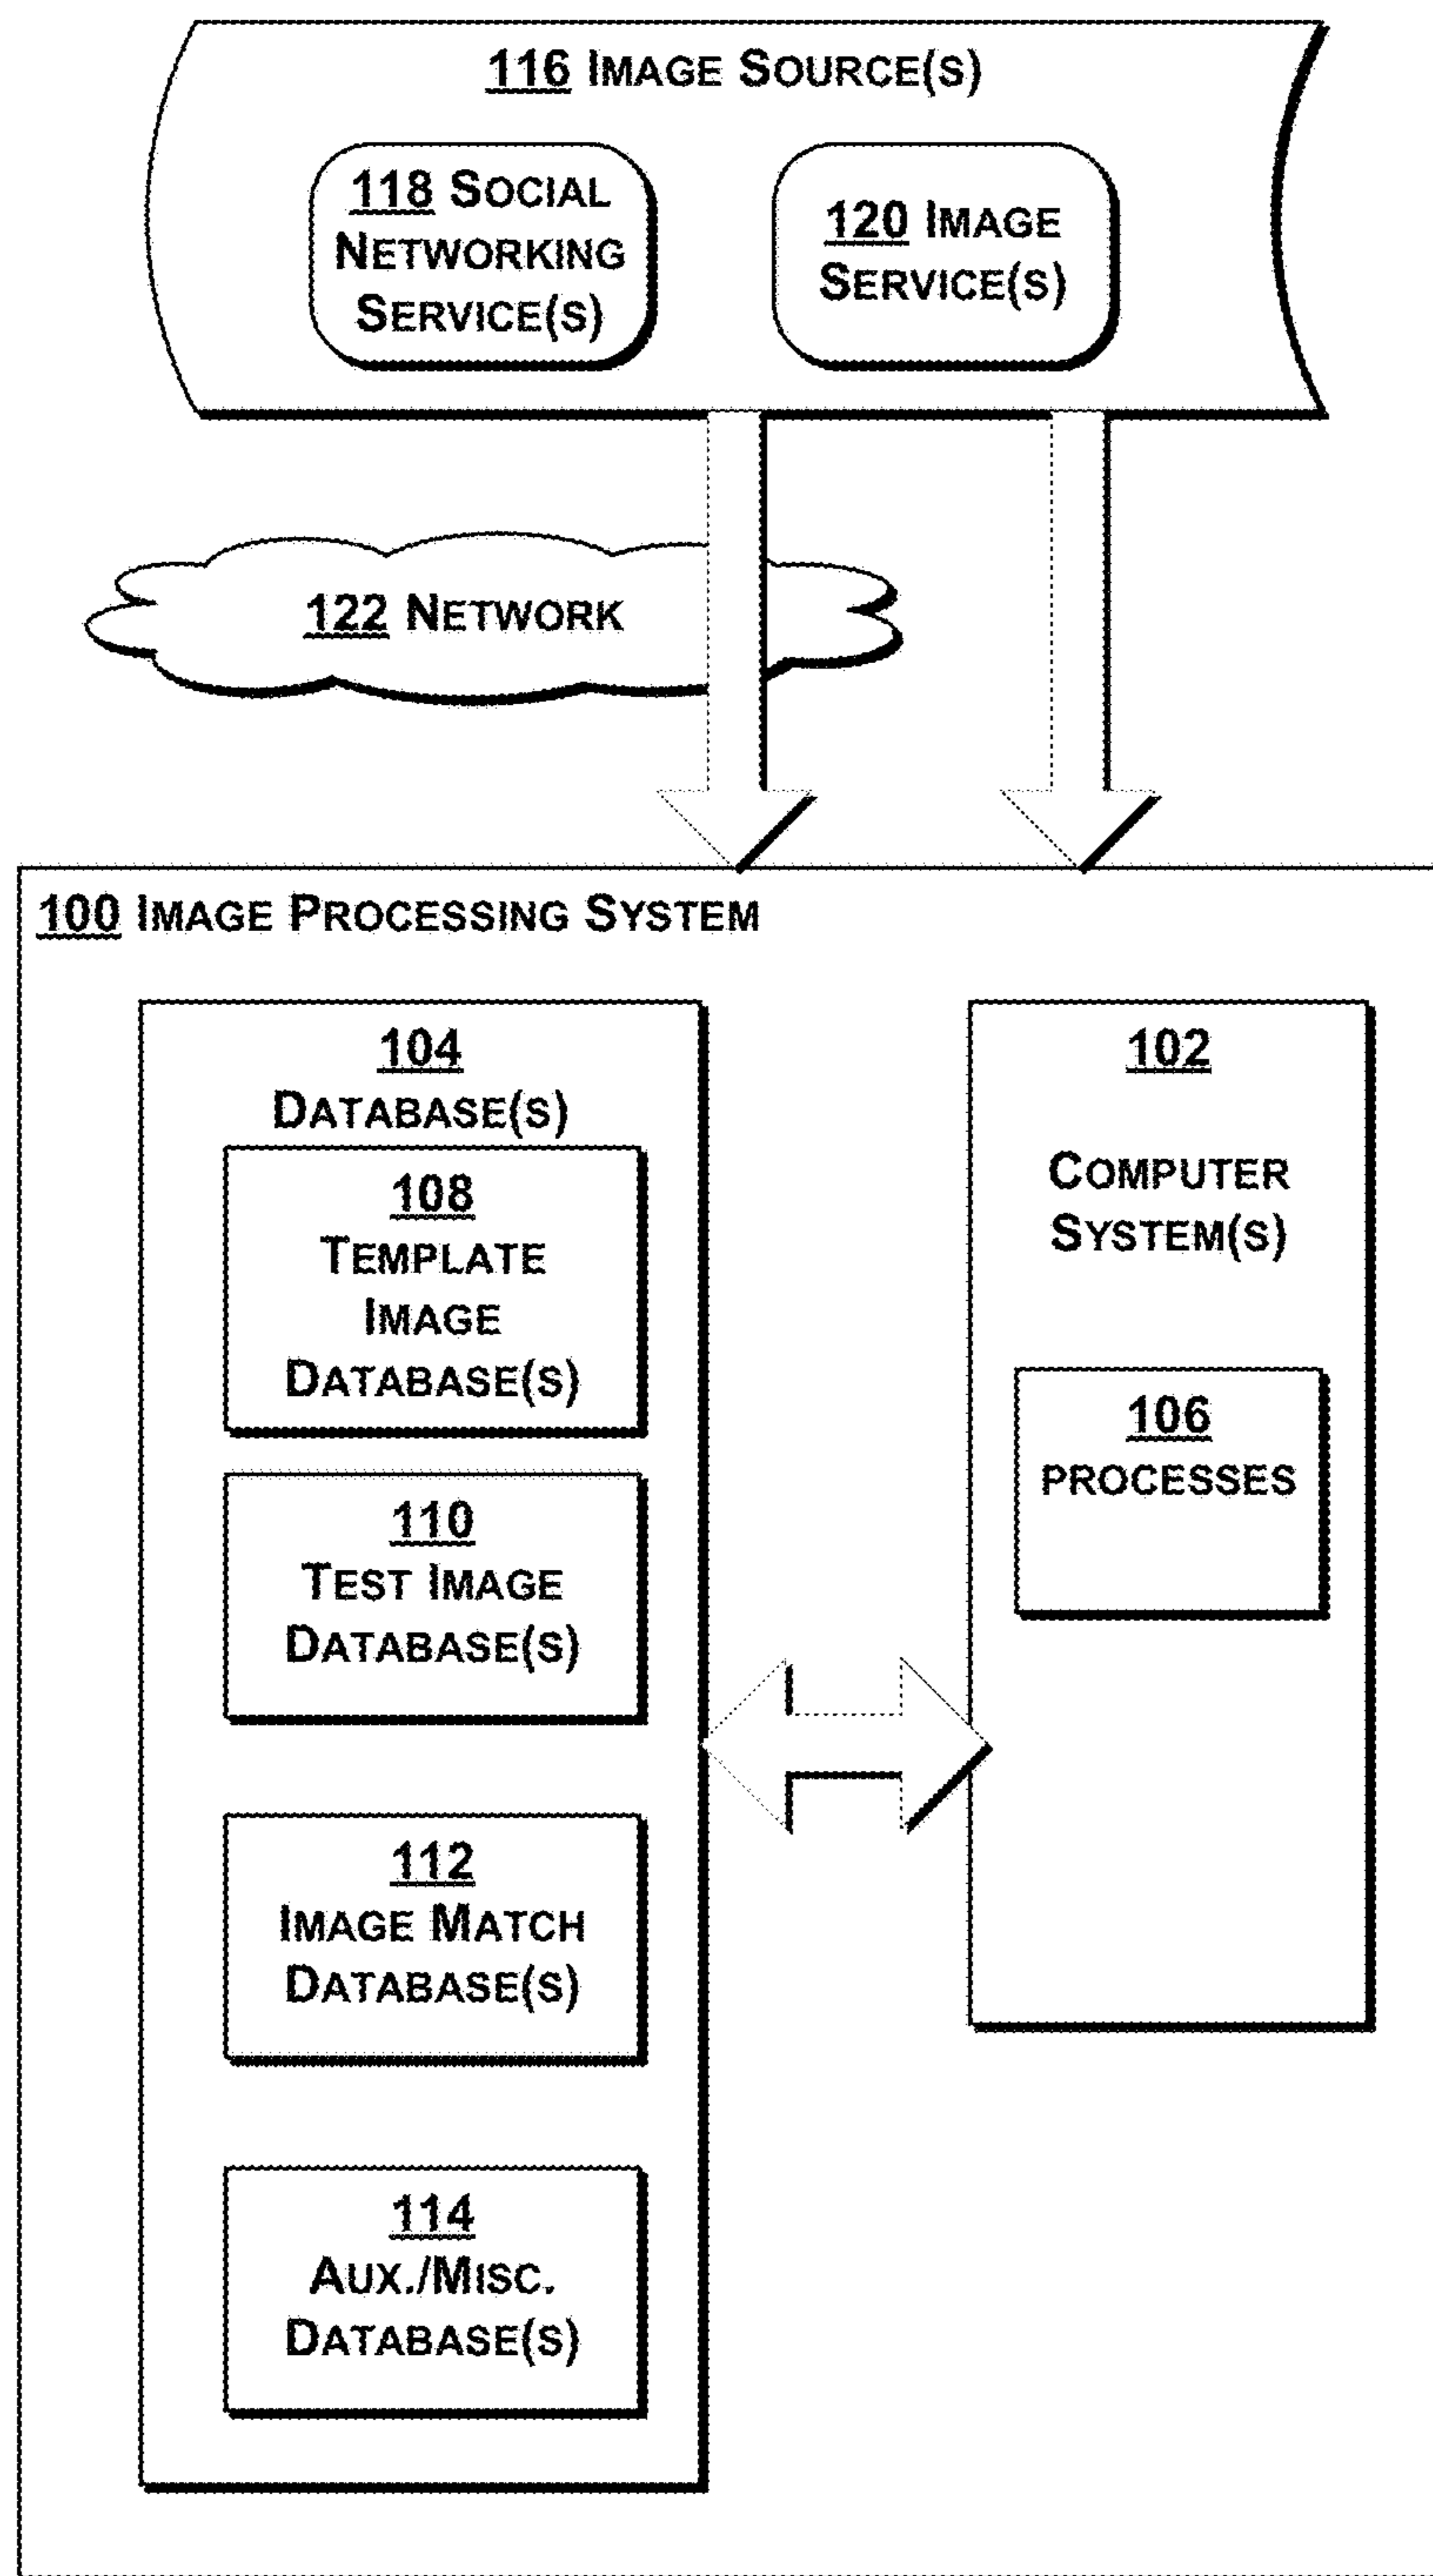 116 IMAGE SOURCE(S)
118 SOCIAL
NETWORKING
SERVICE(S)
120 IMAGE
SERVICE(S)
122 NETWORK
100 IMAGE PROCESSING SYSTEM
104
DATABASE(S)
108
TEMPLATE
IMAGE
DATABASE(S)
110
TEST IMAGE
DATABASE(S)
112
IMAGE MATCH
DATABASE(S)
114
AUX./MISC.
DATABASE(S)
102
COMPUTER
SYSTEM(S)
106
PROCESSES